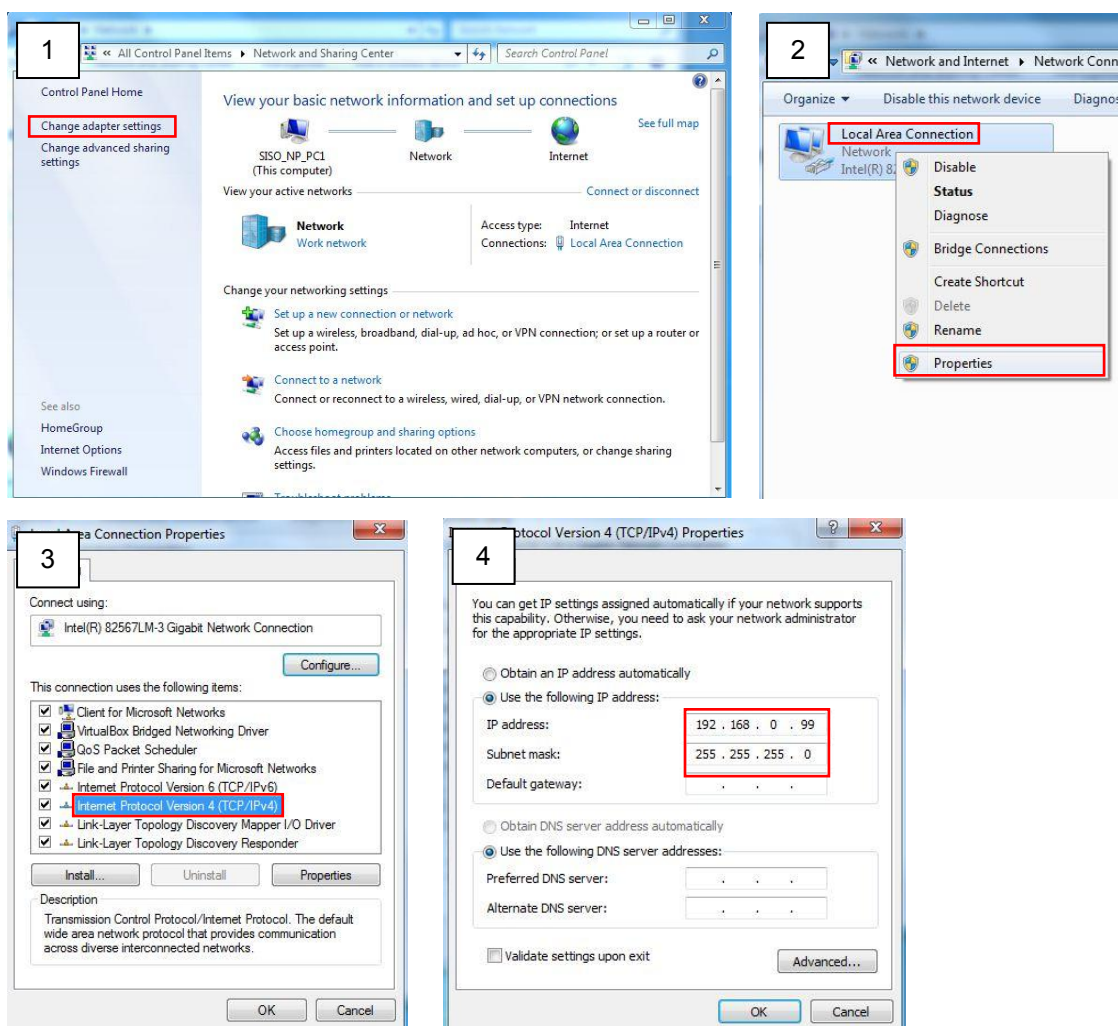 1
« All Control Panel Items ▸ Network and Sharing Center
Search Control Panel
Control Panel Home
Change adapter settings
Change advanced sharing
settings
See also
HomeGroup
Internet Options
Windows Firewall
View your basic network information and set up connections
See full map
SISO_NP_PC1
(This computer)
Network
Internet
View your active networks
Connect or disconnect
Network
Work network
Access type: Internet
Connections: Local Area Connection
Change your networking settings
Set up a new connection or network
Set up a wireless, broadband, dial-up, ad hoc, or VPN connection; or set up a router or
access point.
Connect to a network
Connect or reconnect to a wireless, wired, dial-up, or VPN network connection.
Choose homegroup and sharing options
Access files and printers located on other network computers, or change sharing
settings.
2
« Network and Internet ▸ Network Conn
Organize Disable this network device Diagnos
Local Area Connection
Network
Intel(R) 82
Disable
Status
Diagnose
Bridge Connections
Create Shortcut
Delete
Rename
Properties
3
ea Connection Properties
Connect using:
Intel(R) 82567LM-3 Gigabit Network Connection
Configure...
This connection uses the following items:
Client for Microsoft Networks
VirtualBox Bridged Networking Driver
QoS Packet Scheduler
File and Printer Sharing for Microsoft Networks
Internet Protocol Version 6 (TCP/IPv6)
Internet Protocol Version 4 (TCP/IPv4)
Link-Layer Topology Discovery Mapper I/O Driver
Link-Layer Topology Discovery Responder
Install... Uninstall Properties
Description
Transmission Control Protocol/Internet Protocol. The default
wide area network protocol that provides communication
across diverse interconnected networks.
OK Cancel
4
otocol Version 4 (TCP/IPv4) Properties
You can get IP settings assigned automatically if your network supports
this capability. Otherwise, you need to ask your network administrator
for the appropriate IP settings.
Obtain an IP address automatically
Use the following IP address:
IP address: 192 . 168 . 0 . 99
Subnet mask: 255 . 255 . 255 . 0
Default gateway: . . .
Obtain DNS server address automatically
Use the following DNS server addresses:
Preferred DNS server: . . .
Alternate DNS server: . . .
Validate settings upon exit
Advanced...
OK Cancel